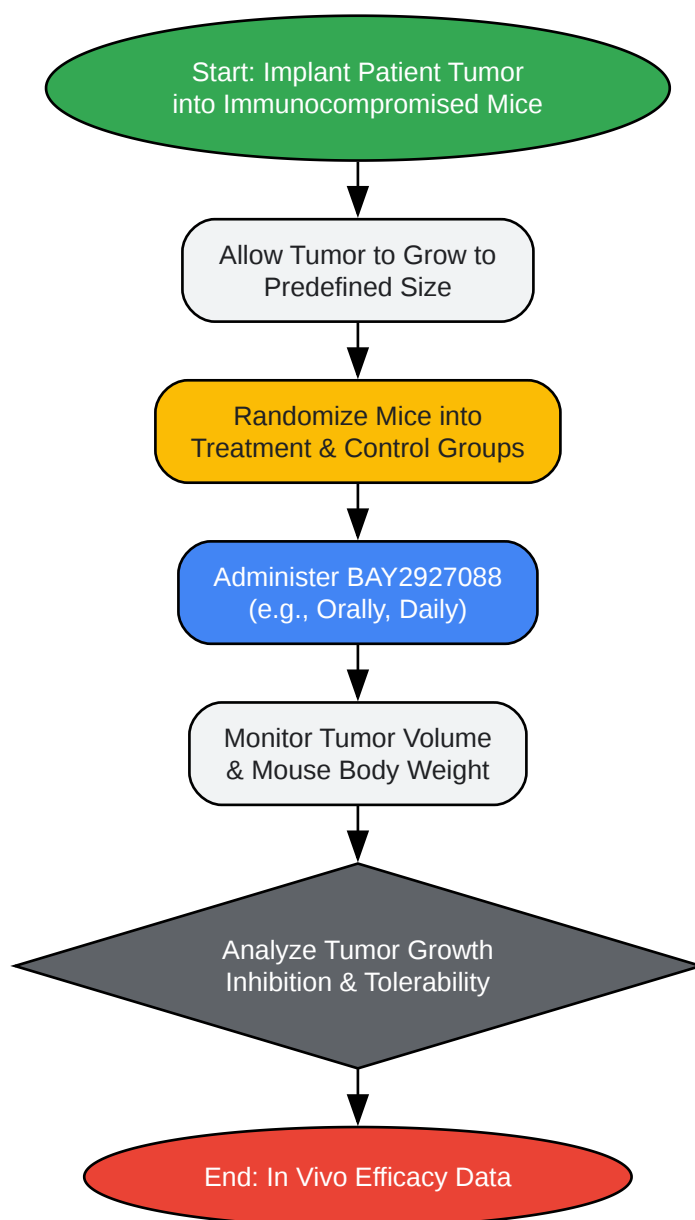 Start: Implant Patient Tumor
into Immunocompromised Mice
Allow Tumor to Grow to
Predefined Size
Randomize Mice into
Treatment & Control Groups
Administer BAY2927088
(e.g., Orally, Daily)
Monitor Tumor Volume
& Mouse Body Weight
Analyze Tumor Growth
Inhibition & Tolerability
End: In Vivo Efficacy Data